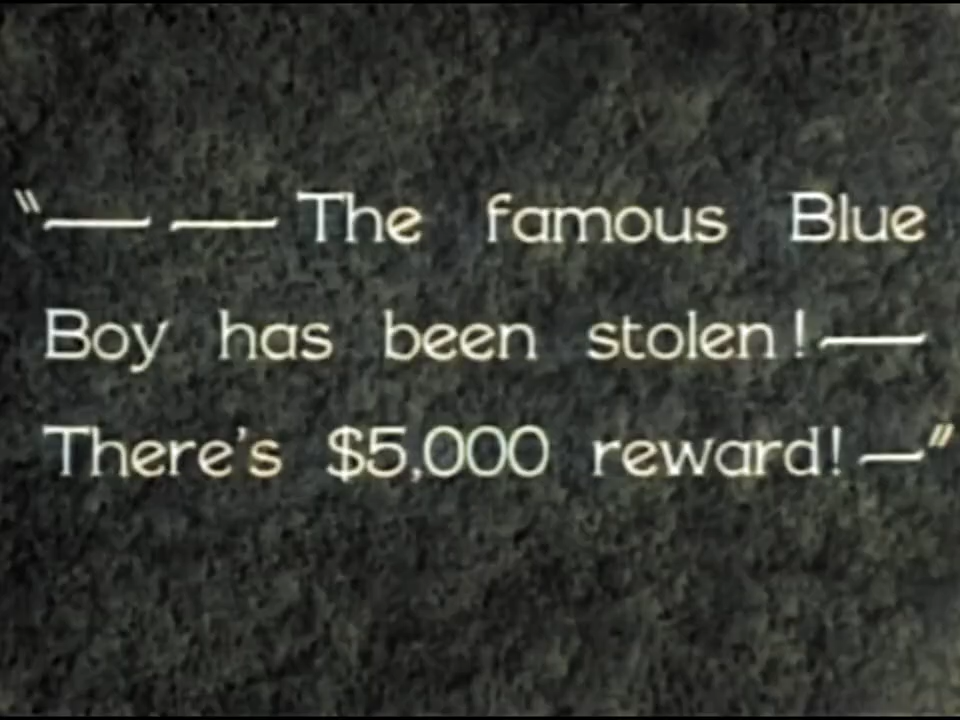 "— — The famous Blue
Boy has been stolen! —
There's $5,000 reward! —"